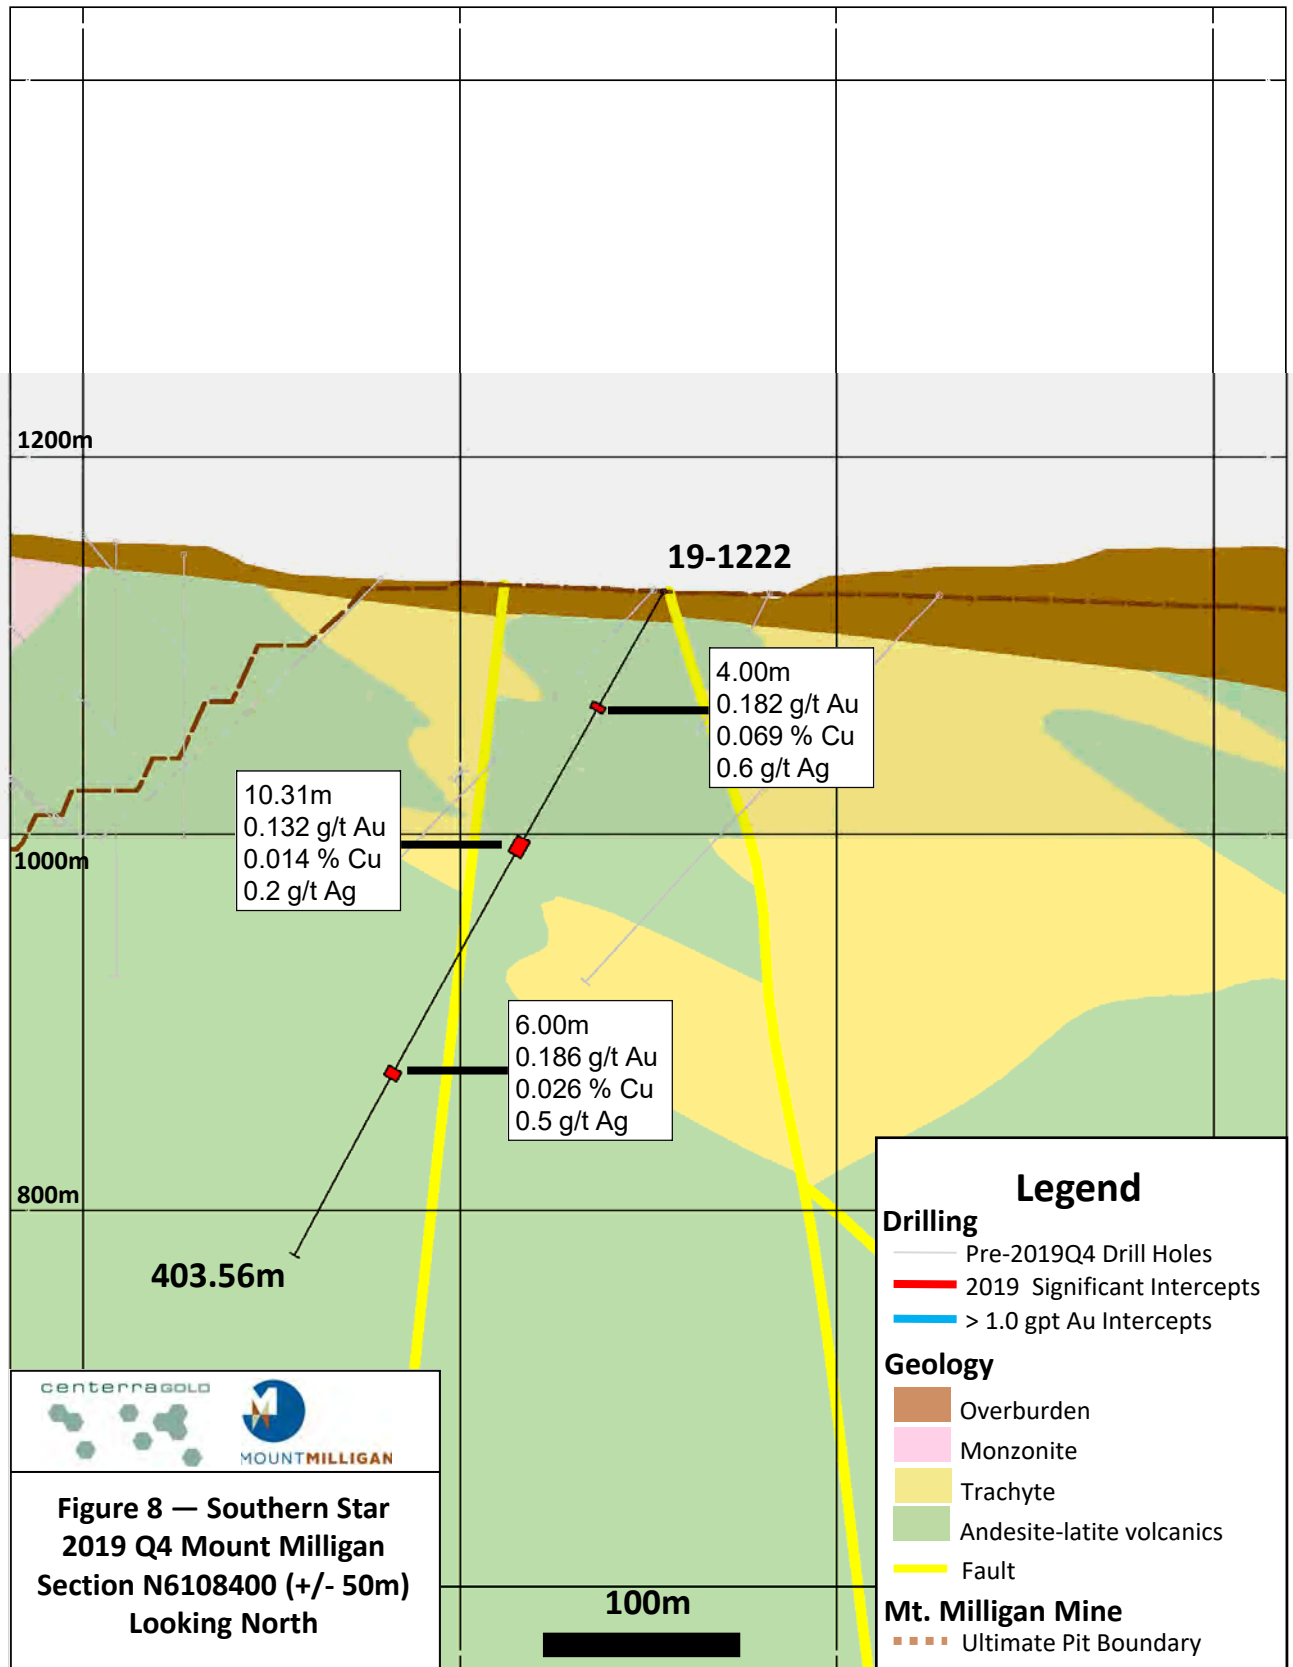 1200m
19-1222
4.00m
0.182 g/t Au
0.069 % Cu
0.6 g/t Ag
10.31m
0.132 g/t Au
0.014 % Cu
0.2 g/t Ag
1000m
6.00m
0.186 g/t Au
0.026 % Cu
0.5 g/t Ag
800m
403.56m
Legend
Drilling
Pre-2019Q4 Drill Holes
2019 Significant Intercepts
> 1.0 gpt Au Intercepts
Geology
Overburden
Monzonite
Trachyte
Andesite-latite volcanics
Fault
Mt. Milligan Mine
Ultimate Pit Boundary
centerraGOLD
MOUNTMILLIGAN
Figure 8 — Southern Star
2019 Q4 Mount Milligan
Section N6108400 (+/- 50m)
Looking North
100m